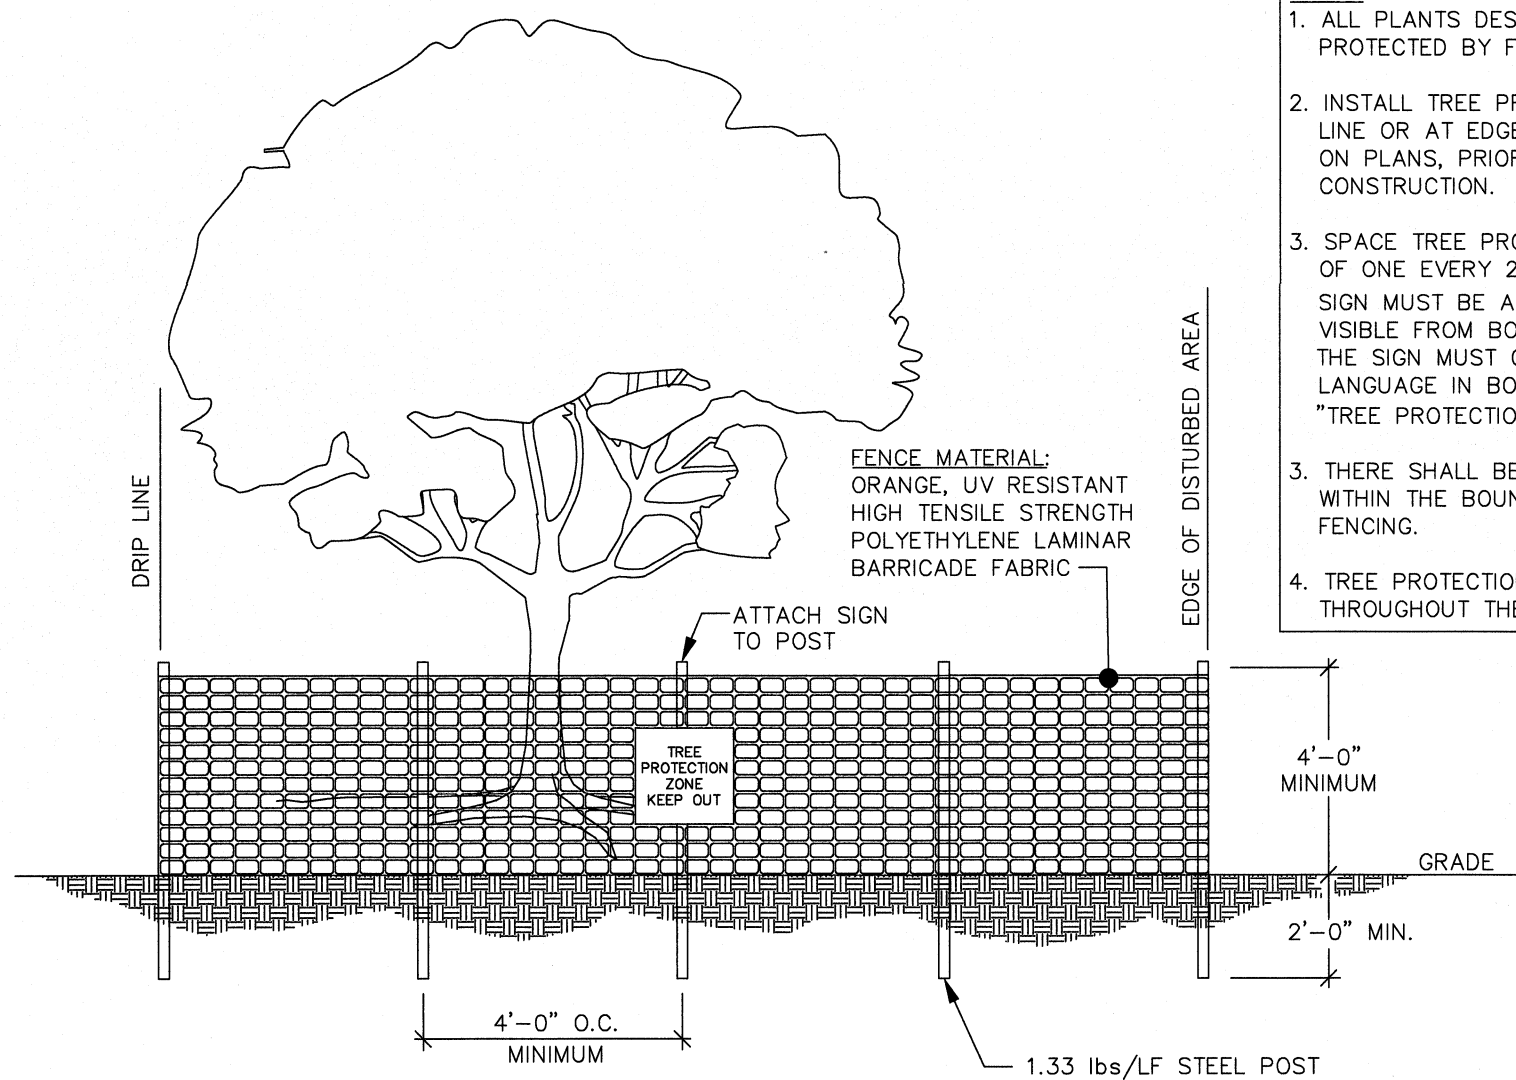 1. ALL PLANTS DES
PROTECTED BY F
2. INSTALL TREE PR
LINE OR AT EDGE
ON PLANS, PRIOR
CONSTRUCTION.
3. SPACE TREE PRO
OF ONE EVERY 2
SIGN MUST BE A
VISIBLE FROM BO
THE SIGN MUST
LANGUAGE IN BO
"TREE PROTECTIO
3. THERE SHALL BE
WITHIN THE BOUN
FENCING.
4. TREE PROTECTIO
THROUGHOUT THE
DRIP LINE
FENCE MATERIAL:
ORANGE, UV RESISTANT
HIGH TENSILE STRENGTH
POLYETHYLENE LAMINAR
BARRICADE FABRIC
EDGE OF DISTURBED AREA
ATTACH SIGN
TO POST
TREE
PROTECTION
ZONE
KEEP OUT
4'-0"
MINIMUM
GRADE
2'-0" MIN.
4'-0" O.C.
MINIMUM
1.33 lbs/LF STEEL POST